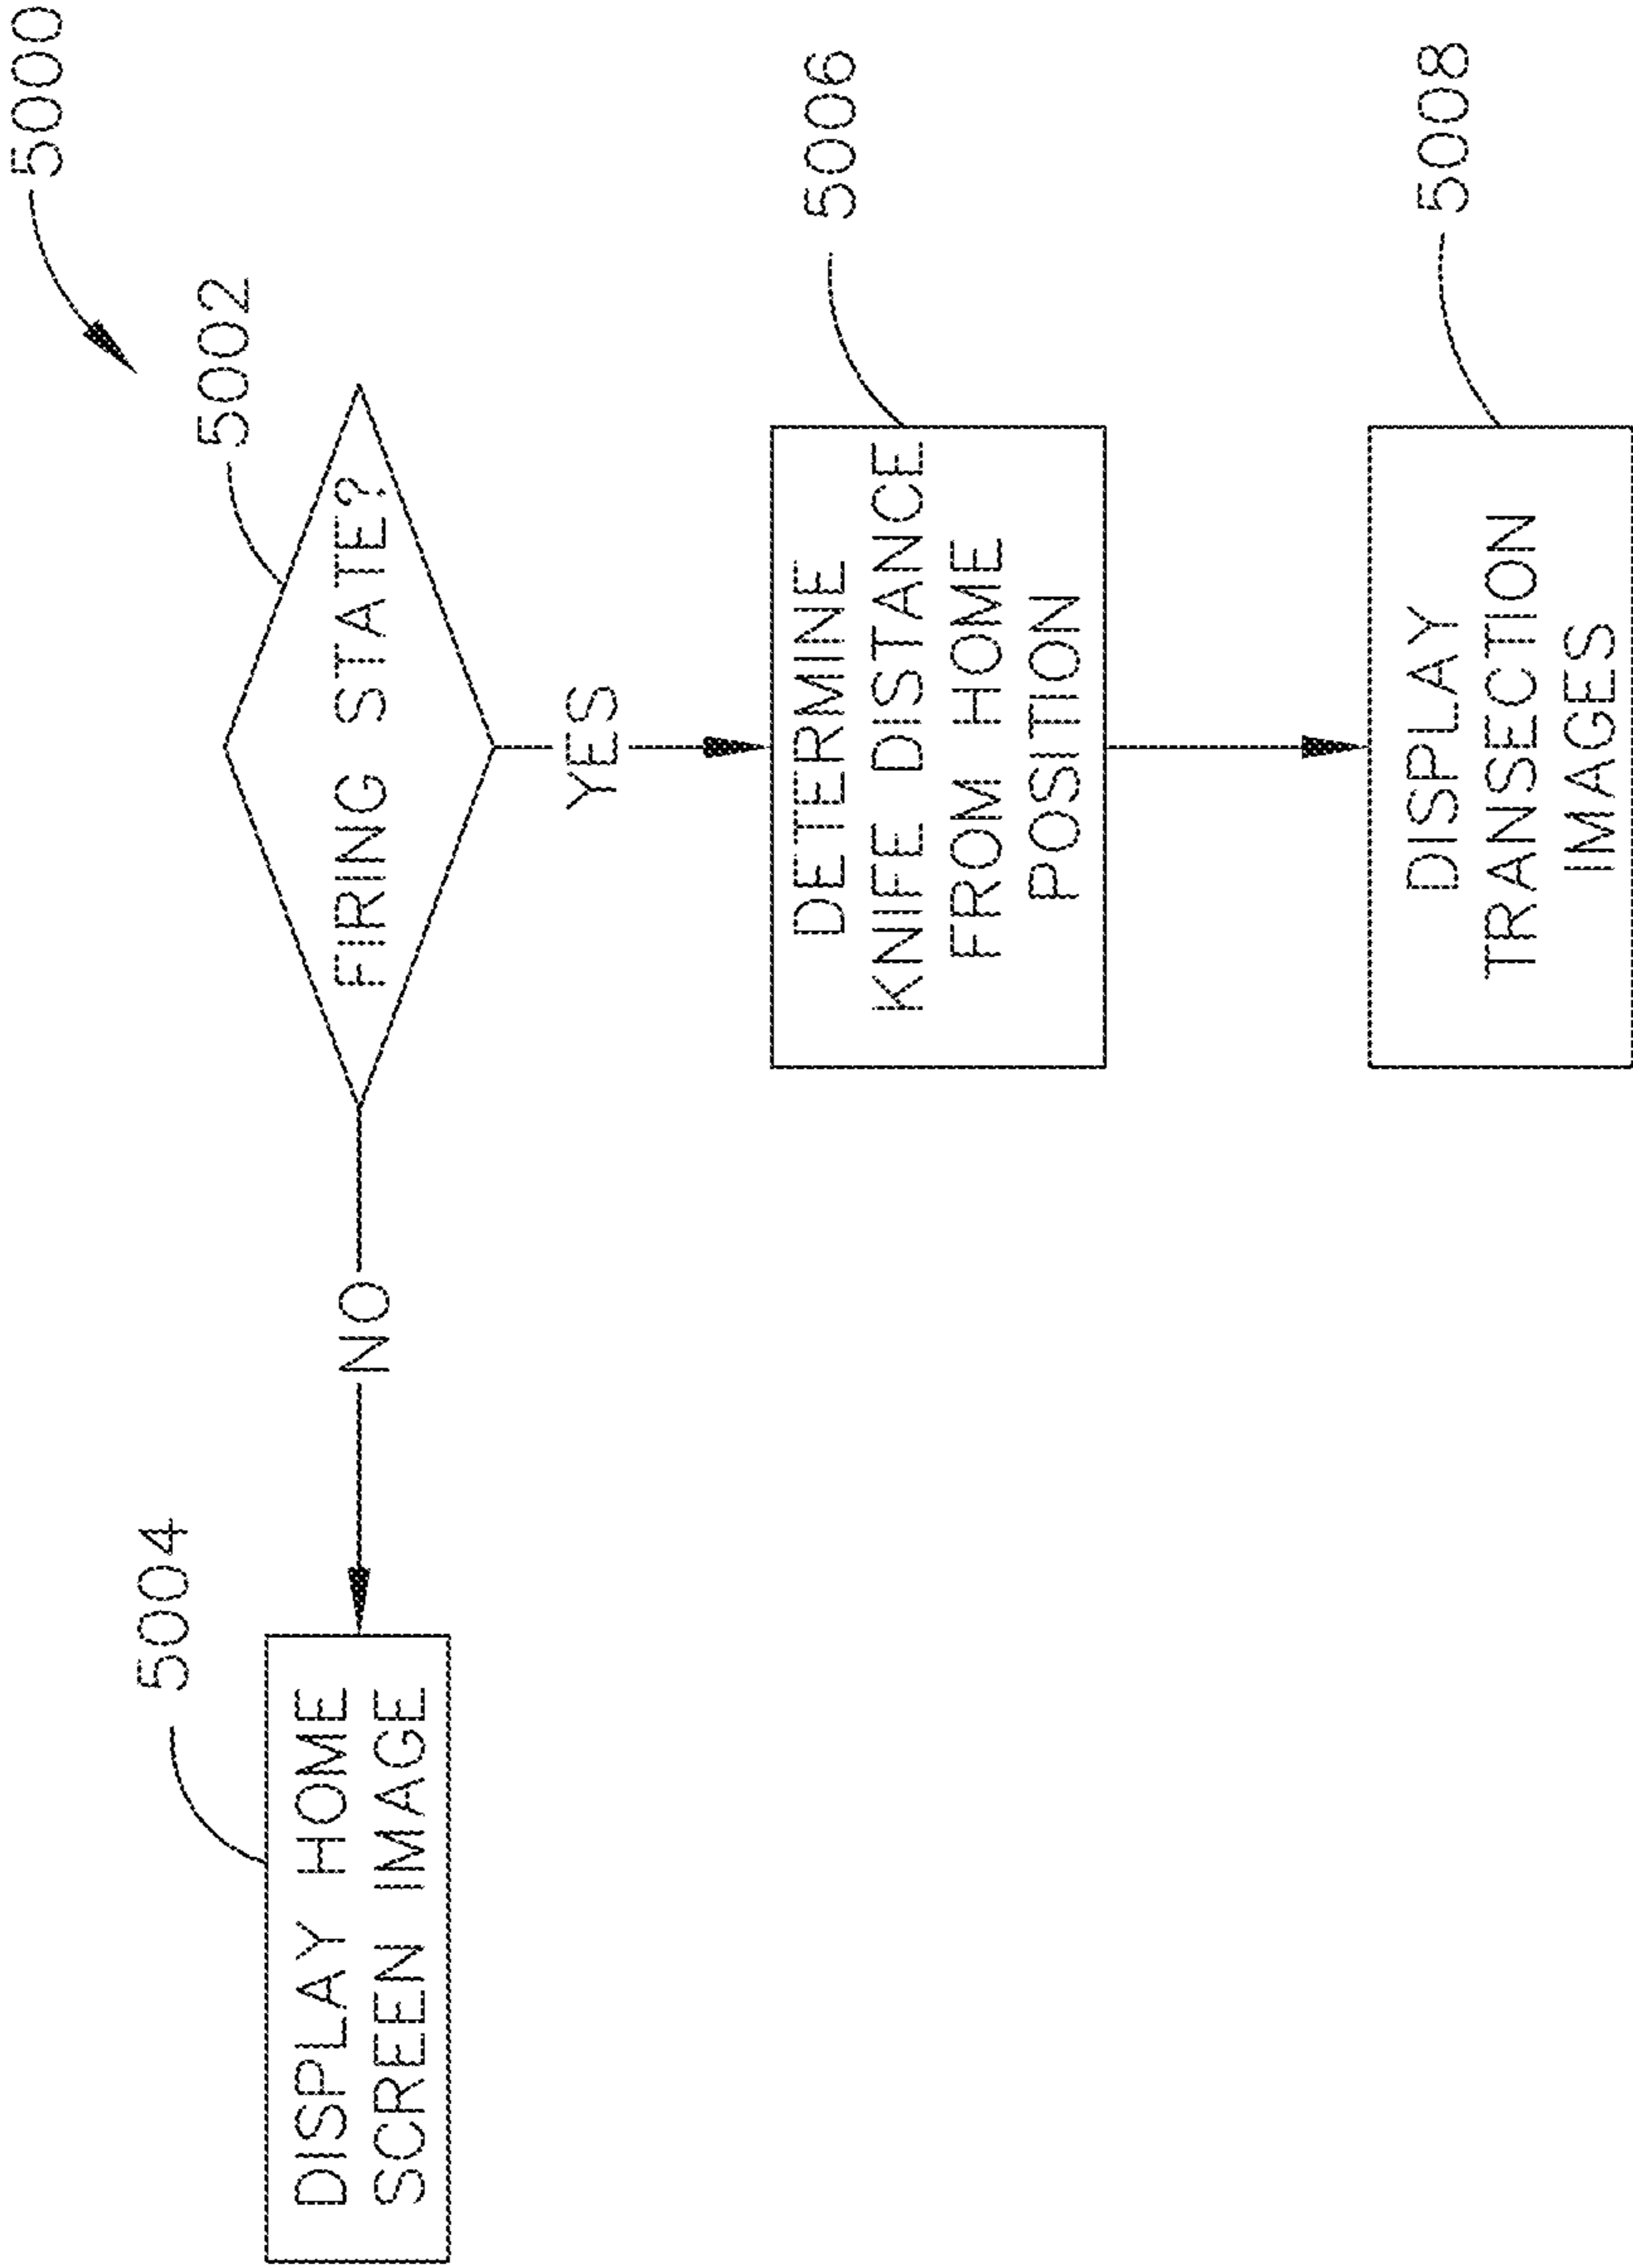 5000
5002
FIRING STATE?
NO
YES
5004
DISPLAY HOME
SCREEN IMAGE
5006
DETERMINE
KNIFE DISTANCE
FROM HOME
POSITION
5008
DISPLAY
TRANSECTION
IMAGES